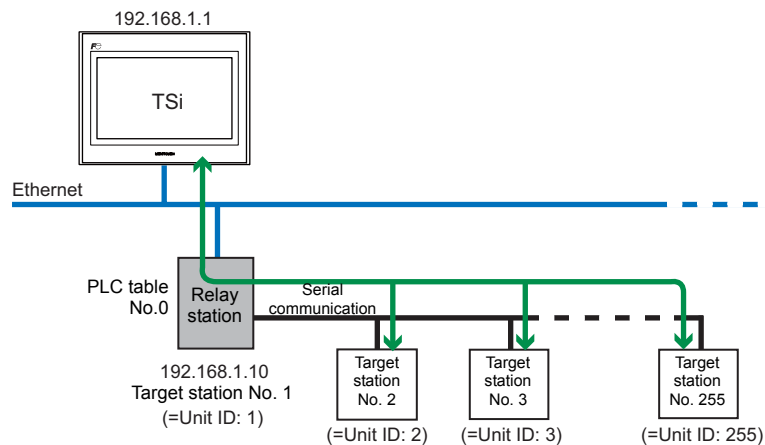 192.168.1.1
TSi
MONITOUCH
Ethernet
PLC table
No.0
Relay
station
Serial
communication
192.168.1.10
Target station No. 1
(=Unit ID: 1)
Target
station
No. 2
(=Unit ID: 2)
Target
station
No. 3
(=Unit ID: 3)
Target
station
No. 255
(=Unit ID: 255)